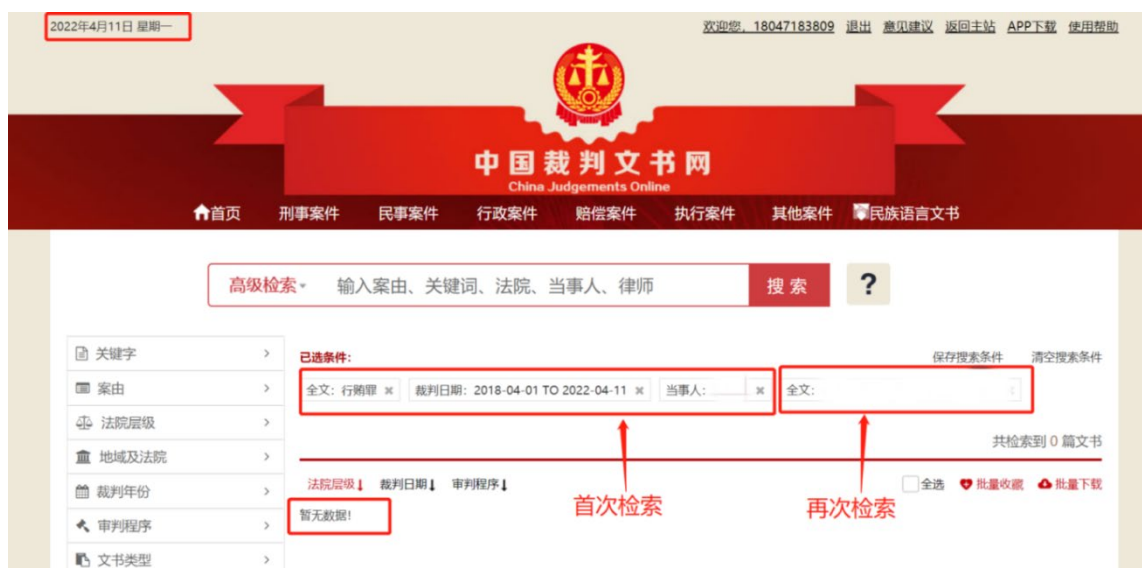 2022年4月11日 星期一
欢迎您，18047183809 退出 意见建议 返回主站 APP下载 使用帮助
中国裁判文书网
China Judgements Online
首页 刑事案件 民事案件 行政案件 赔偿案件 执行案件 其他案件 民族语言文书
高级检索 输入案由、关键词、法院、当事人、律师 搜索 ?
关键字
案由
法院层级
地域及法院
裁判年份
审判程序
文书类型
已选条件： 保存搜索条件 清空搜索条件
全文：行贿罪 × 裁判日期：2018-04-01 TO 2022-04-11 × 当事人： × 全文：
共检索到 0 篇文书
法院层级 裁判日期 审判程序 全选 批量收藏 批量下载
暂无数据!
首次检索 再次检索